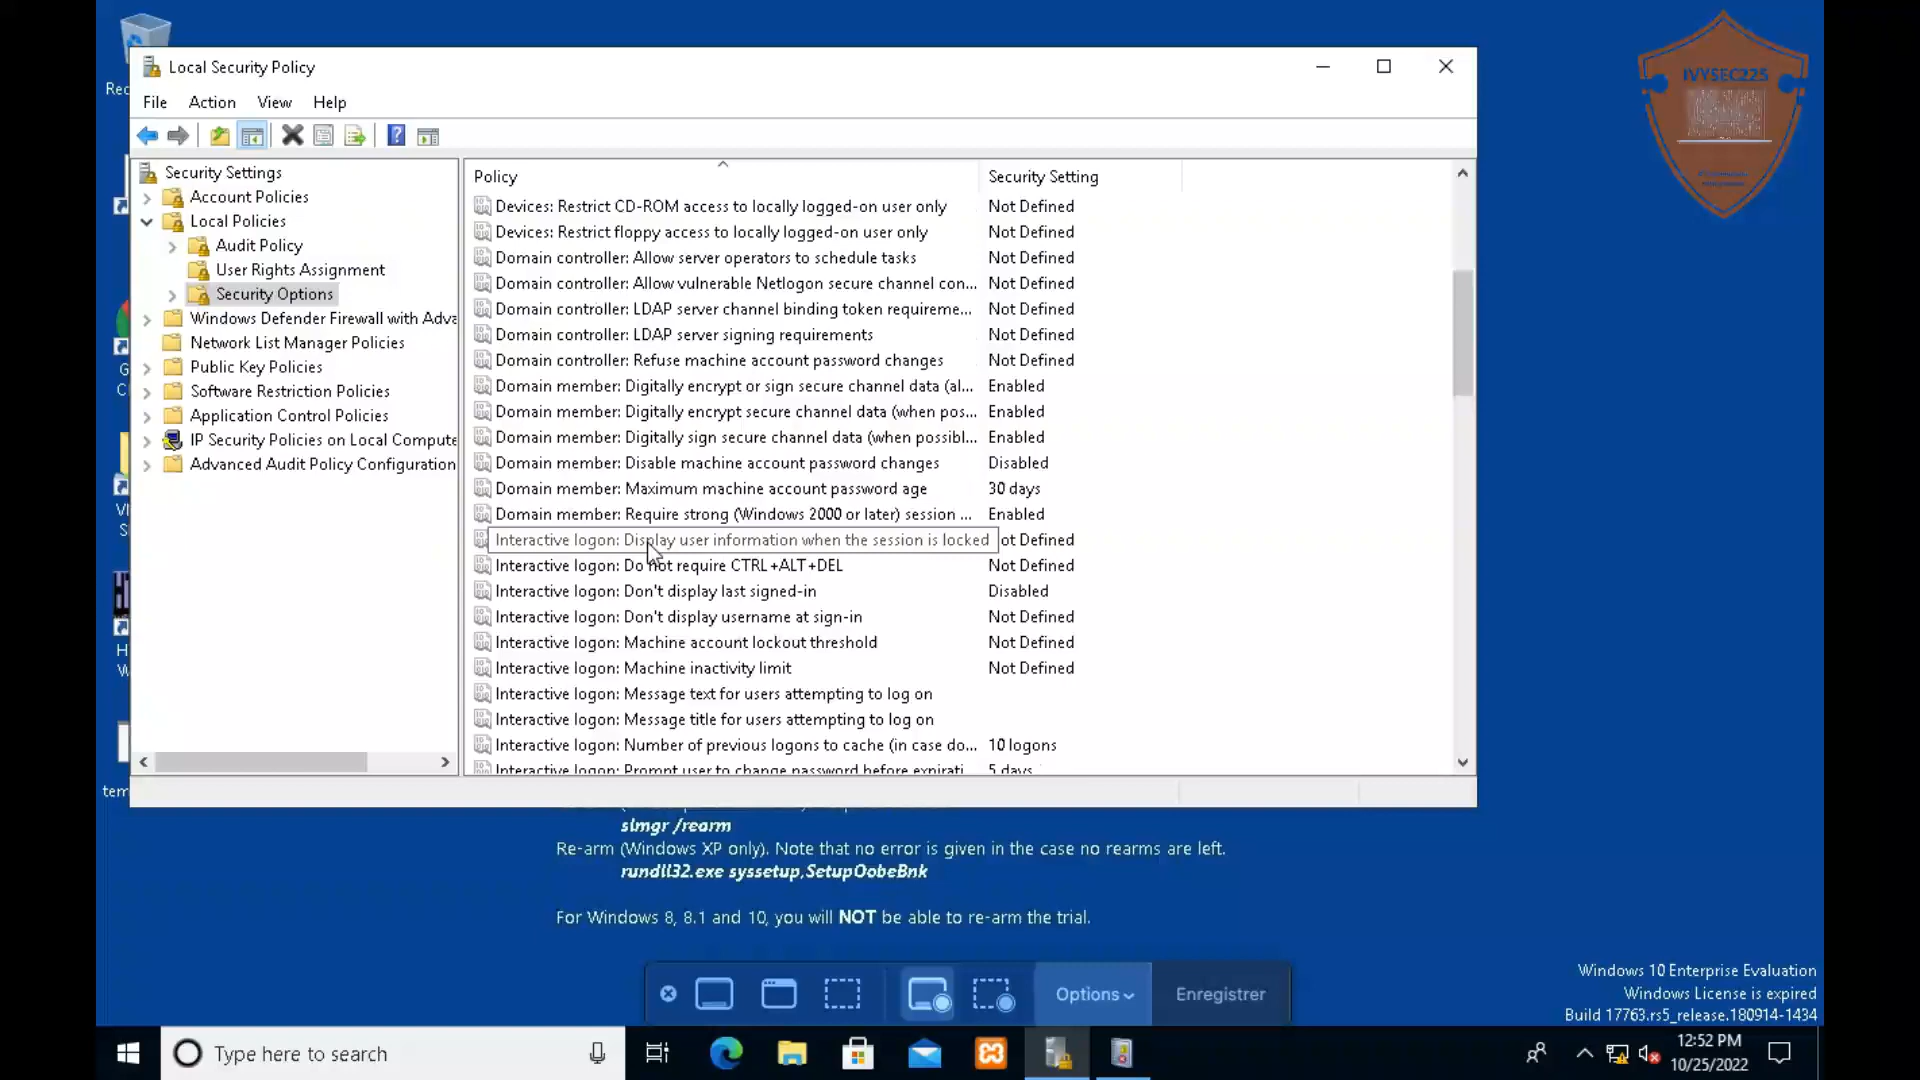 Rec
Local Security Policy
File Action View Help
Security Settings
Account Policies
Local Policies
Audit Policy
User Rights Assignment
Security Options
Windows Defender Firewall with Adva
Network List Manager Policies
Public Key Policies
Software Restriction Policies
Application Control Policies
IP Security Policies on Local Compute
Advanced Audit Policy Configuration
Policy Security Setting
Devices: Restrict CD-ROM access to locally logged-on user only Not Defined
Devices: Restrict floppy access to locally logged-on user only Not Defined
Domain controller: Allow server operators to schedule tasks Not Defined
Domain controller: Allow vulnerable Netlogon secure channel con... Not Defined
Domain controller: LDAP server channel binding token requireme... Not Defined
Domain controller: LDAP server signing requirements Not Defined
Domain controller: Refuse machine account password changes Not Defined
Domain member: Digitally encrypt or sign secure channel data (al... Enabled
Domain member: Digitally encrypt secure channel data (when pos... Enabled
Domain member: Digitally sign secure channel data (when possibl... Enabled
Domain member: Disable machine account password changes Disabled
Domain member: Maximum machine account password age 30 days
Domain member: Require strong (Windows 2000 or later) session ... Enabled
Interactive logon: Display user information when the session is locked ot Defined
Interactive logon: Do not require CTRL+ALT+DEL Not Defined
Interactive logon: Don't display last signed-in Disabled
Interactive logon: Don't display username at sign-in Not Defined
Interactive logon: Machine account lockout threshold Not Defined
Interactive logon: Machine inactivity limit Not Defined
Interactive logon: Message text for users attempting to log on
Interactive logon: Message title for users attempting to log on
Interactive logon: Number of previous logons to cache (in case do... 10 logons
Interactive logon: Prompt user to change password before expirati... 5 days
G
C
V
S
H
W
tem
slmgr /rearm
Re-arm (Windows XP only). Note that no error is given in the case no rearms are left.
rundll32.exe syssetup,SetupOobeBnk
For Windows 8, 8.1 and 10, you will NOT be able to re-arm the trial.
Options Enregistrer
Windows 10 Enterprise Evaluation
Windows License is expired
Build 17763.rs5_release.180914-1434
Type here to search
12:52 PM
10/25/2022
IVYSEC225